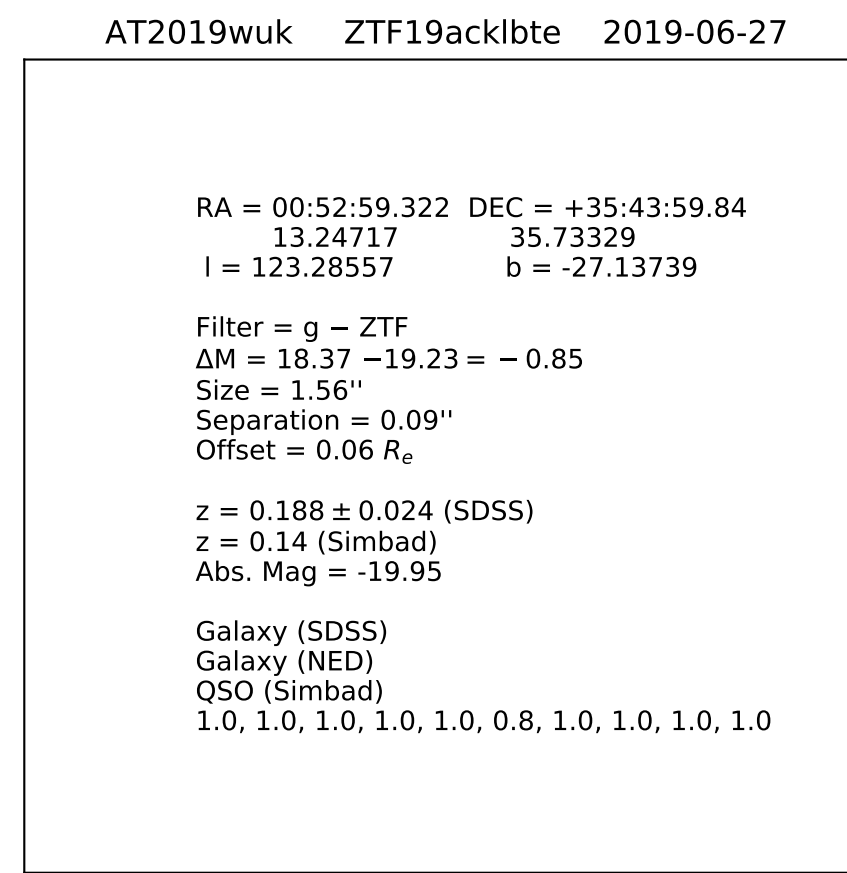 AT2019wuk ZTF19acklbte 2019-06-27
RA = 00:52:59.322 DEC = +35:43:59.84
13.24717 35.73329
l = 123.28557 b = -27.13739
Filter = g − ZTF
ΔM = 18.37 −19.23 = − 0.85
Size = 1.56''
Separation = 0.09''
Offset = 0.06 Rₑ
z = 0.188 ± 0.024 (SDSS)
z = 0.14 (Simbad)
Abs. Mag = -19.95
Galaxy (SDSS)
Galaxy (NED)
QSO (Simbad)
1.0, 1.0, 1.0, 1.0, 1.0, 0.8, 1.0, 1.0, 1.0, 1.0